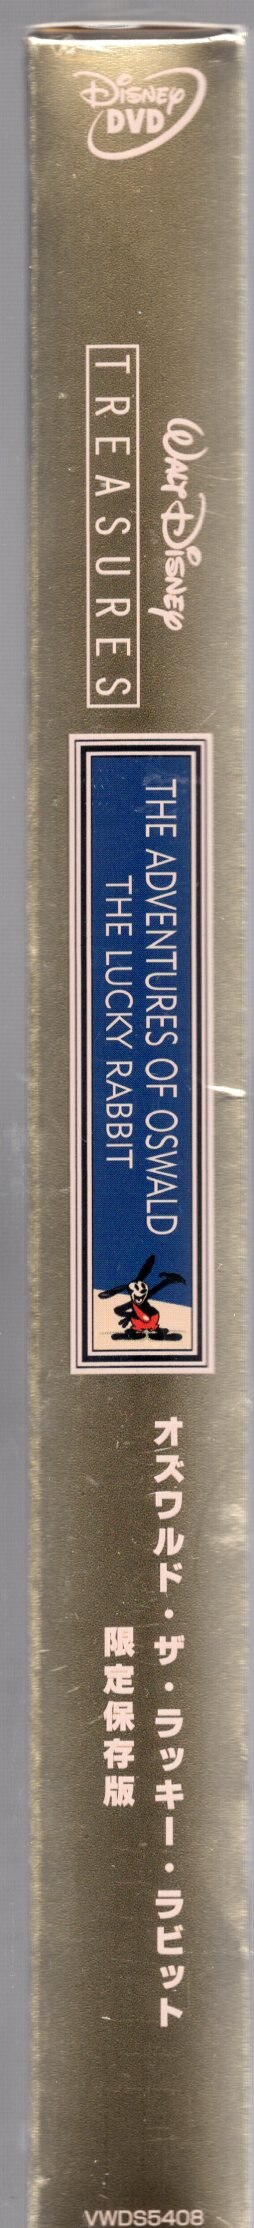 Disney
DVD
Walt Disney
TREASURES
THE ADVENTURES OF OSWALD
THE LUCKY RABBIT
オズワルド・ザ・ラッキー・ラビット
限定保存版
VWDS5408